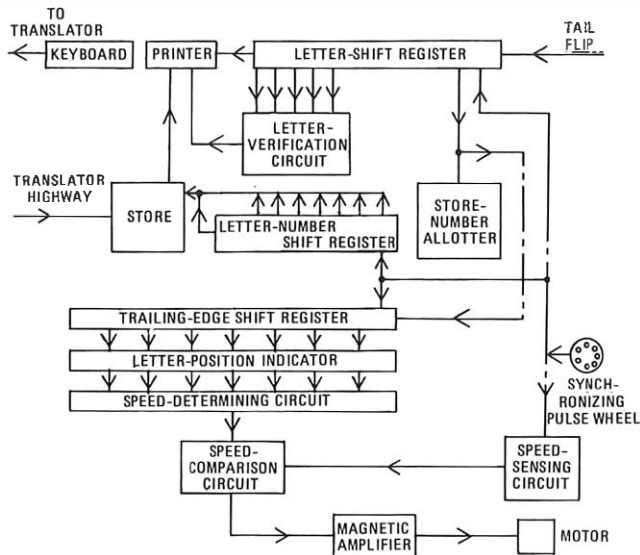 TO
TRANSLATOR
KEYBOARD
PRINTER
LETTER-SHIFT REGISTER
TAIL
FLIP
LETTER-
VERIFICATION
CIRCUIT
TRANSLATOR
HIGHWAY
STORE
LETTER-NUMBER
SHIFT REGISTER
STORE-
NUMBER
ALLOTTER
TRAILING-EDGE SHIFT REGISTER
LETTER-POSITION INDICATOR
SPEED-DETERMINING CIRCUIT
SYNCH-
RONIZING
PULSE WHEEL
SPEED-
COMPARISON
CIRCUIT
SPEED-
SENSING
CIRCUIT
MAGNETIC
AMPLIFIER
MOTOR